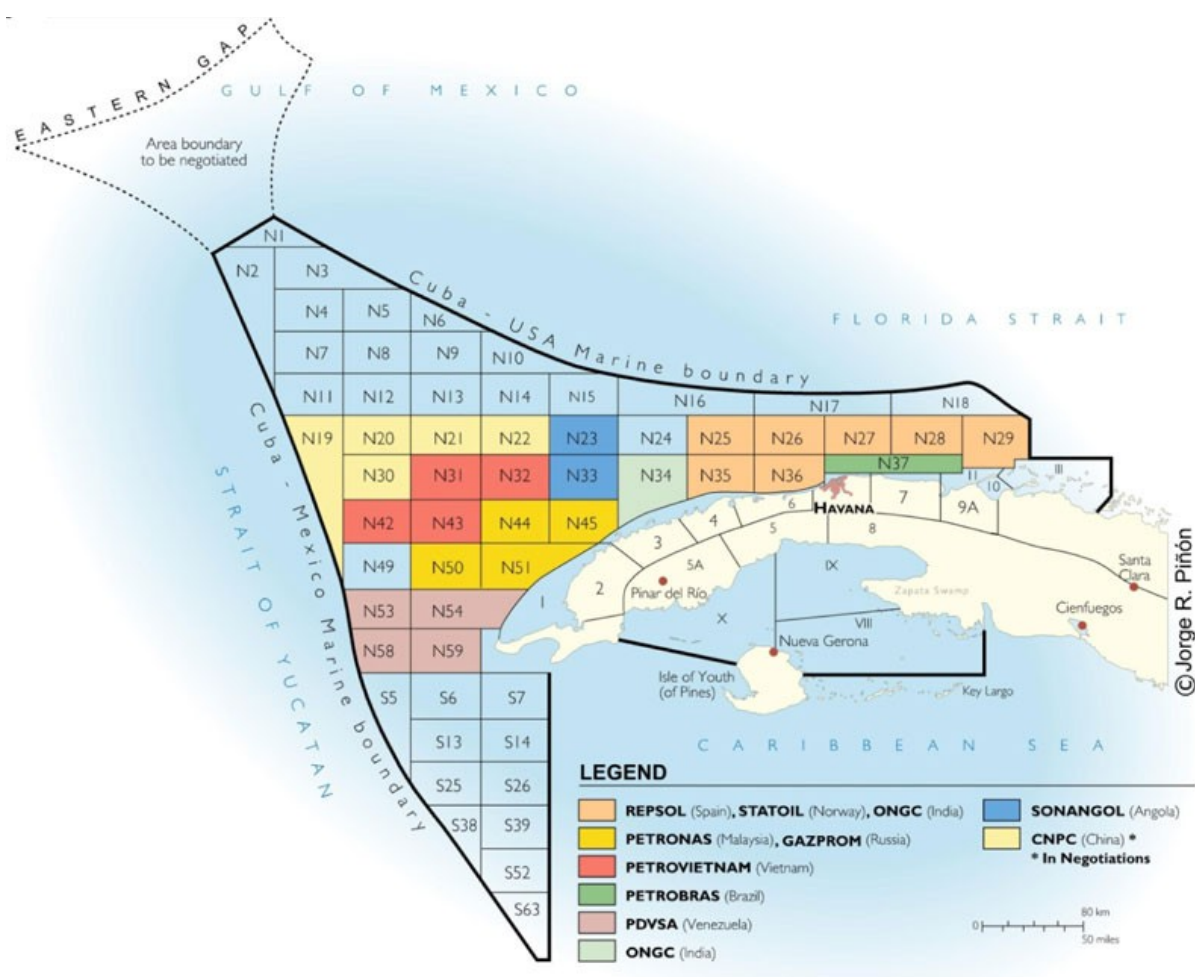 EASTERN GAP
GULF OF MEXICO
Area boundary
to be negotiated
N1
N2 N3
Cuba - USA Marine boundary
FLORIDA STRAIT
N4 N5 N6
N7 N8 N9 N10
N11 N12 N13 N14 N15 N16 N17 N18
N19 N20 N21 N22 N23 N24 N25 N26 N27 N28 N29
N30 N31 N32 N33 N34 N35 N36 N37
11 10 III
N42 N43 N44 N45
3 4 6 HAVANA 7 9A
5 8
N49 N50 N51
2 5A IX
Santa
Clara
Pinar del Río
Zapata Swamp
Cienfuegos
N53 N54 1 X VIII
N58 N59
Nueva Gerona
Isle of Youth
(of Pines)
Key Largo
Cuba - Mexico Marine boundary
STRAIT OF YUCATAN
S5 S6 S7
S13 S14
S25 S26
S38 S39
S52
S63
CARIBBEAN SEA
©Jorge R. Piñón
LEGEND
REPSOL (Spain), STATOIL (Norway), ONGC (India)
PETRONAS (Malaysia), GAZPROM (Russia)
PETROVIETNAM (Vietnam)
PETROBRAS (Brazil)
PDVSA (Venezuela)
ONGC (India)
SONANGOL (Angola)
CNPC (China) *
* In Negotiations
80 km
0
50 miles